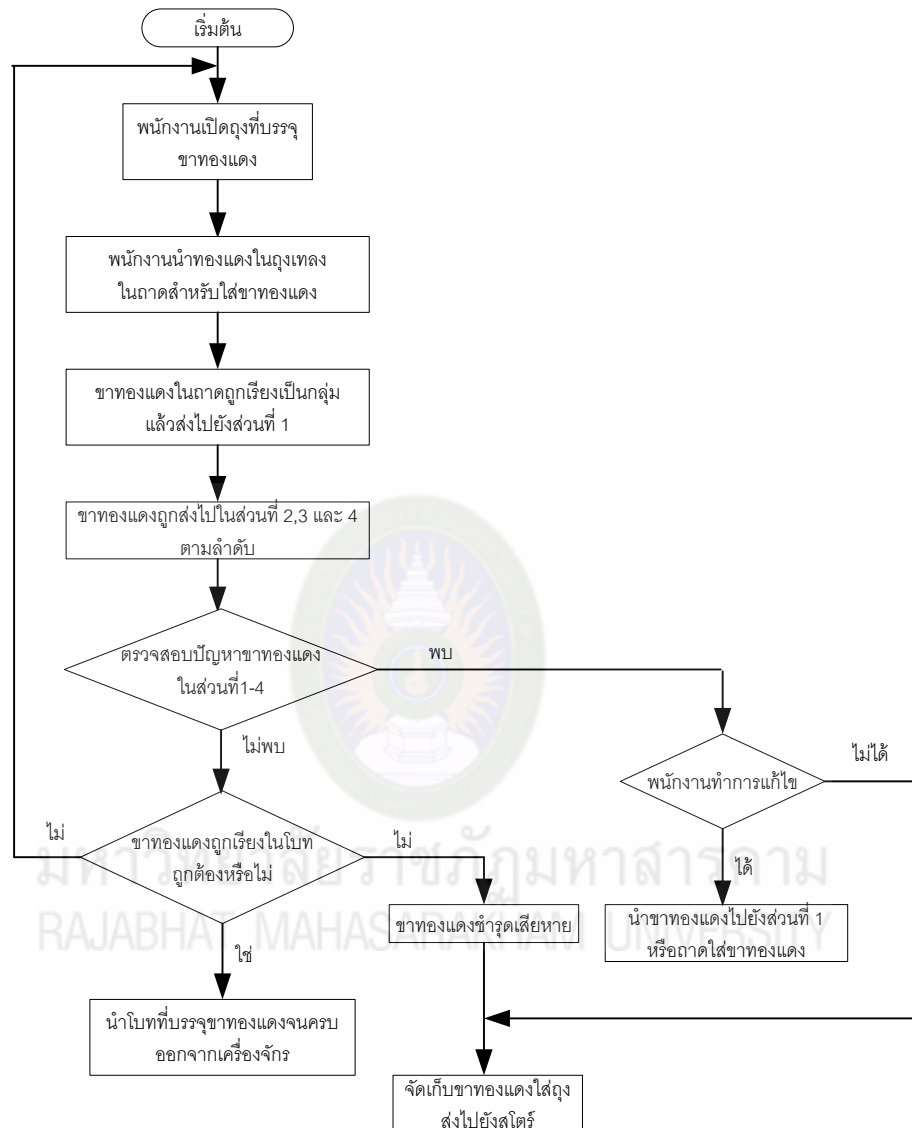 เริ่มต้น
พนักงานเปิดถุงที่บรรจุ
ขาทองแดง
พนักงานนำทองแดงในถุงเทลง
ในถาดสำหรับใส่ขาทองแดง
ขาทองแดงในถาดถูกเรียงเป็นกลุ่ม
แล้วส่งไปยังส่วนที่ 1
ขาทองแดงถูกส่งไปในส่วนที่ 2,3 และ 4
ตามลำดับ
ตรวจสอบปัญหาขาทองแดง
ในส่วนที่1-4
พบ
ไม่พบ
พนักงานทำการแก้ไข
ไม่ได้
ได้
นำขาทองแดงไปยังส่วนที่ 1
หรือถาดใส่ขาทองแดง
ไม่
ขาทองแดงถูกเรียงในโบท
ถูกต้องหรือไม่
ไม่
ขาทองแดงชำรุดเสียหาย
ใช่
นำโบทที่บรรจุขาทองแดงจนครบ
ออกจากเครื่องจักร
จัดเก็บขาทองแดงใส่ถุง
ส่งไปยังสโตร์
มหาวิทยาลัยราชภัฏมหาสารคาม
RAJABHAT MAHASARAKHAM UNIVERSITY